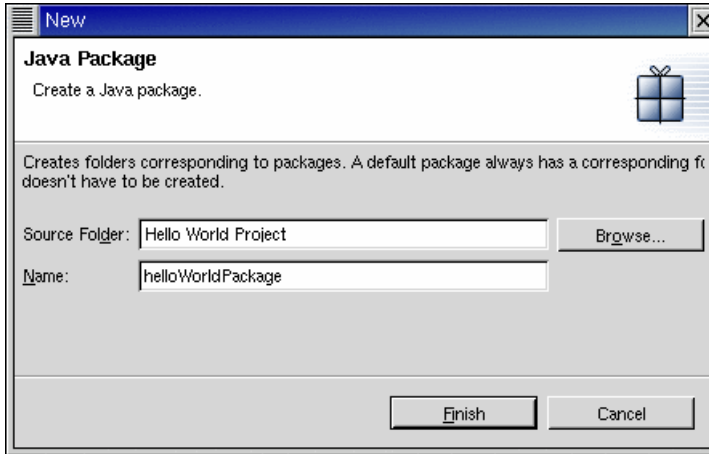 New
Java Package
Create a Java package.
Creates folders corresponding to packages. A default package always has a corresponding
doesn't have to be created.
Source Folder: Hello World Project Browse...
Name: helloWorldPackage
Finish Cancel